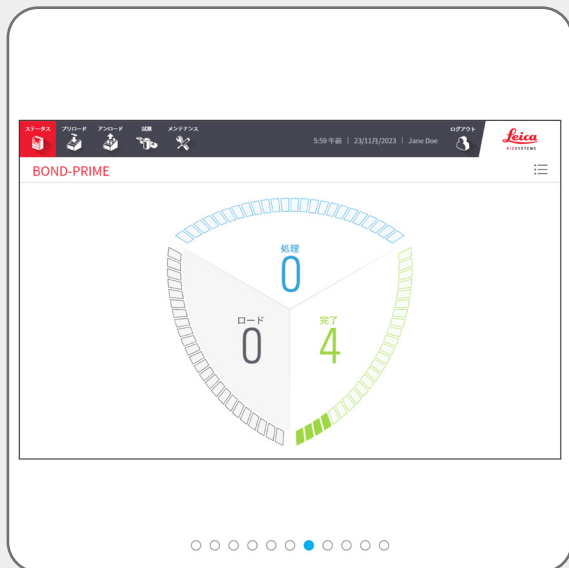 ステータス プリロード アンロード 試薬 メンテナンス
5:59 午前 | 23/11月/2023 | Jane Doe
ログアウト
Leica
BIOSYSTEMS
BOND-PRIME
処理
0
ロード
0
完了
4